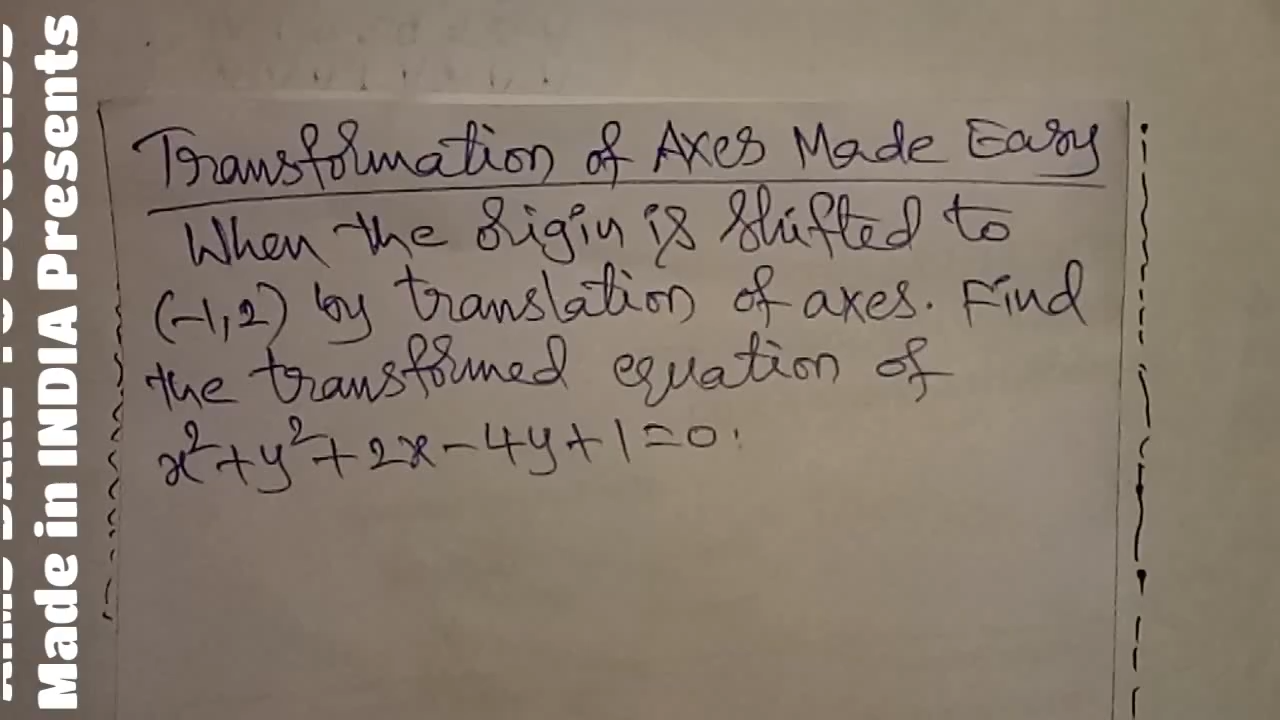 Made in INDIA Presents
Transformation of Axes Made Easy
When the origin is shifted to
(-1,2) by translation of axes. Find
the transformed equation of
x²+y²+2x-4y+1=0.